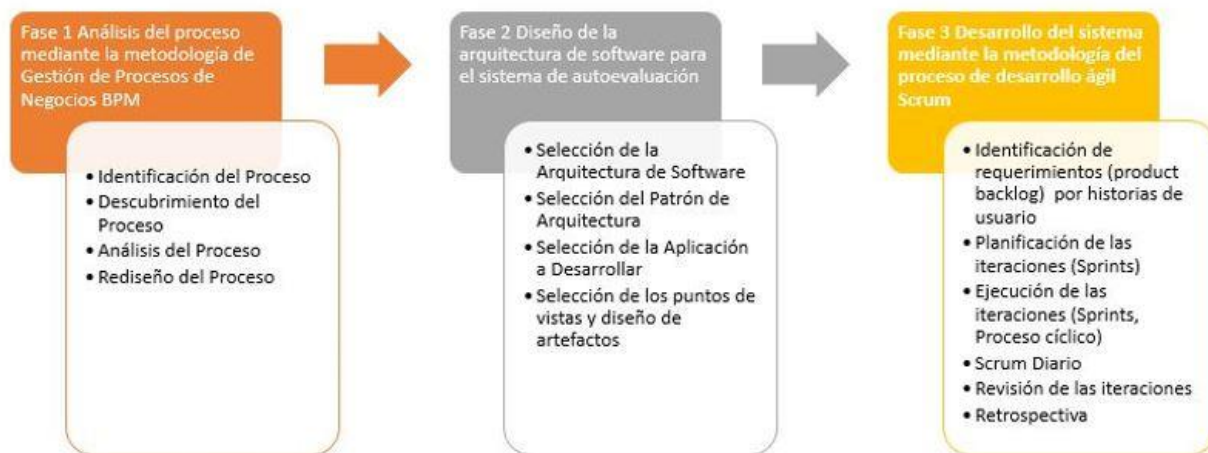 Fase 1 Análisis del proceso
mediante la metodología de
Gestión de Procesos de
Negocios BPM
• Identificación del Proceso
• Descubrimiento del
Proceso
• Análisis del Proceso
• Rediseño del Proceso
Fase 2 Diseño de la
arquitectura de software para
el sistema de autoevaluación
• Selección de la
Arquitectura de Software
• Selección del Patrón de
Arquitectura
• Selección de la Aplicación
a Desarrollar
• Selección de los puntos de
vistas y diseño de
artefactos
Fase 3 Desarrollo del sistema
mediante la metodología del
proceso de desarrollo ágil
Scrum
• Identificación de
requerimientos (product
backlog) por historias de
usuario
• Planificación de las
iteraciones (Sprints)
• Ejecución de las
iteraciones (Sprints,
Proceso cíclico)
• Scrum Diario
• Revisión de las iteraciones
• Retrospectiva